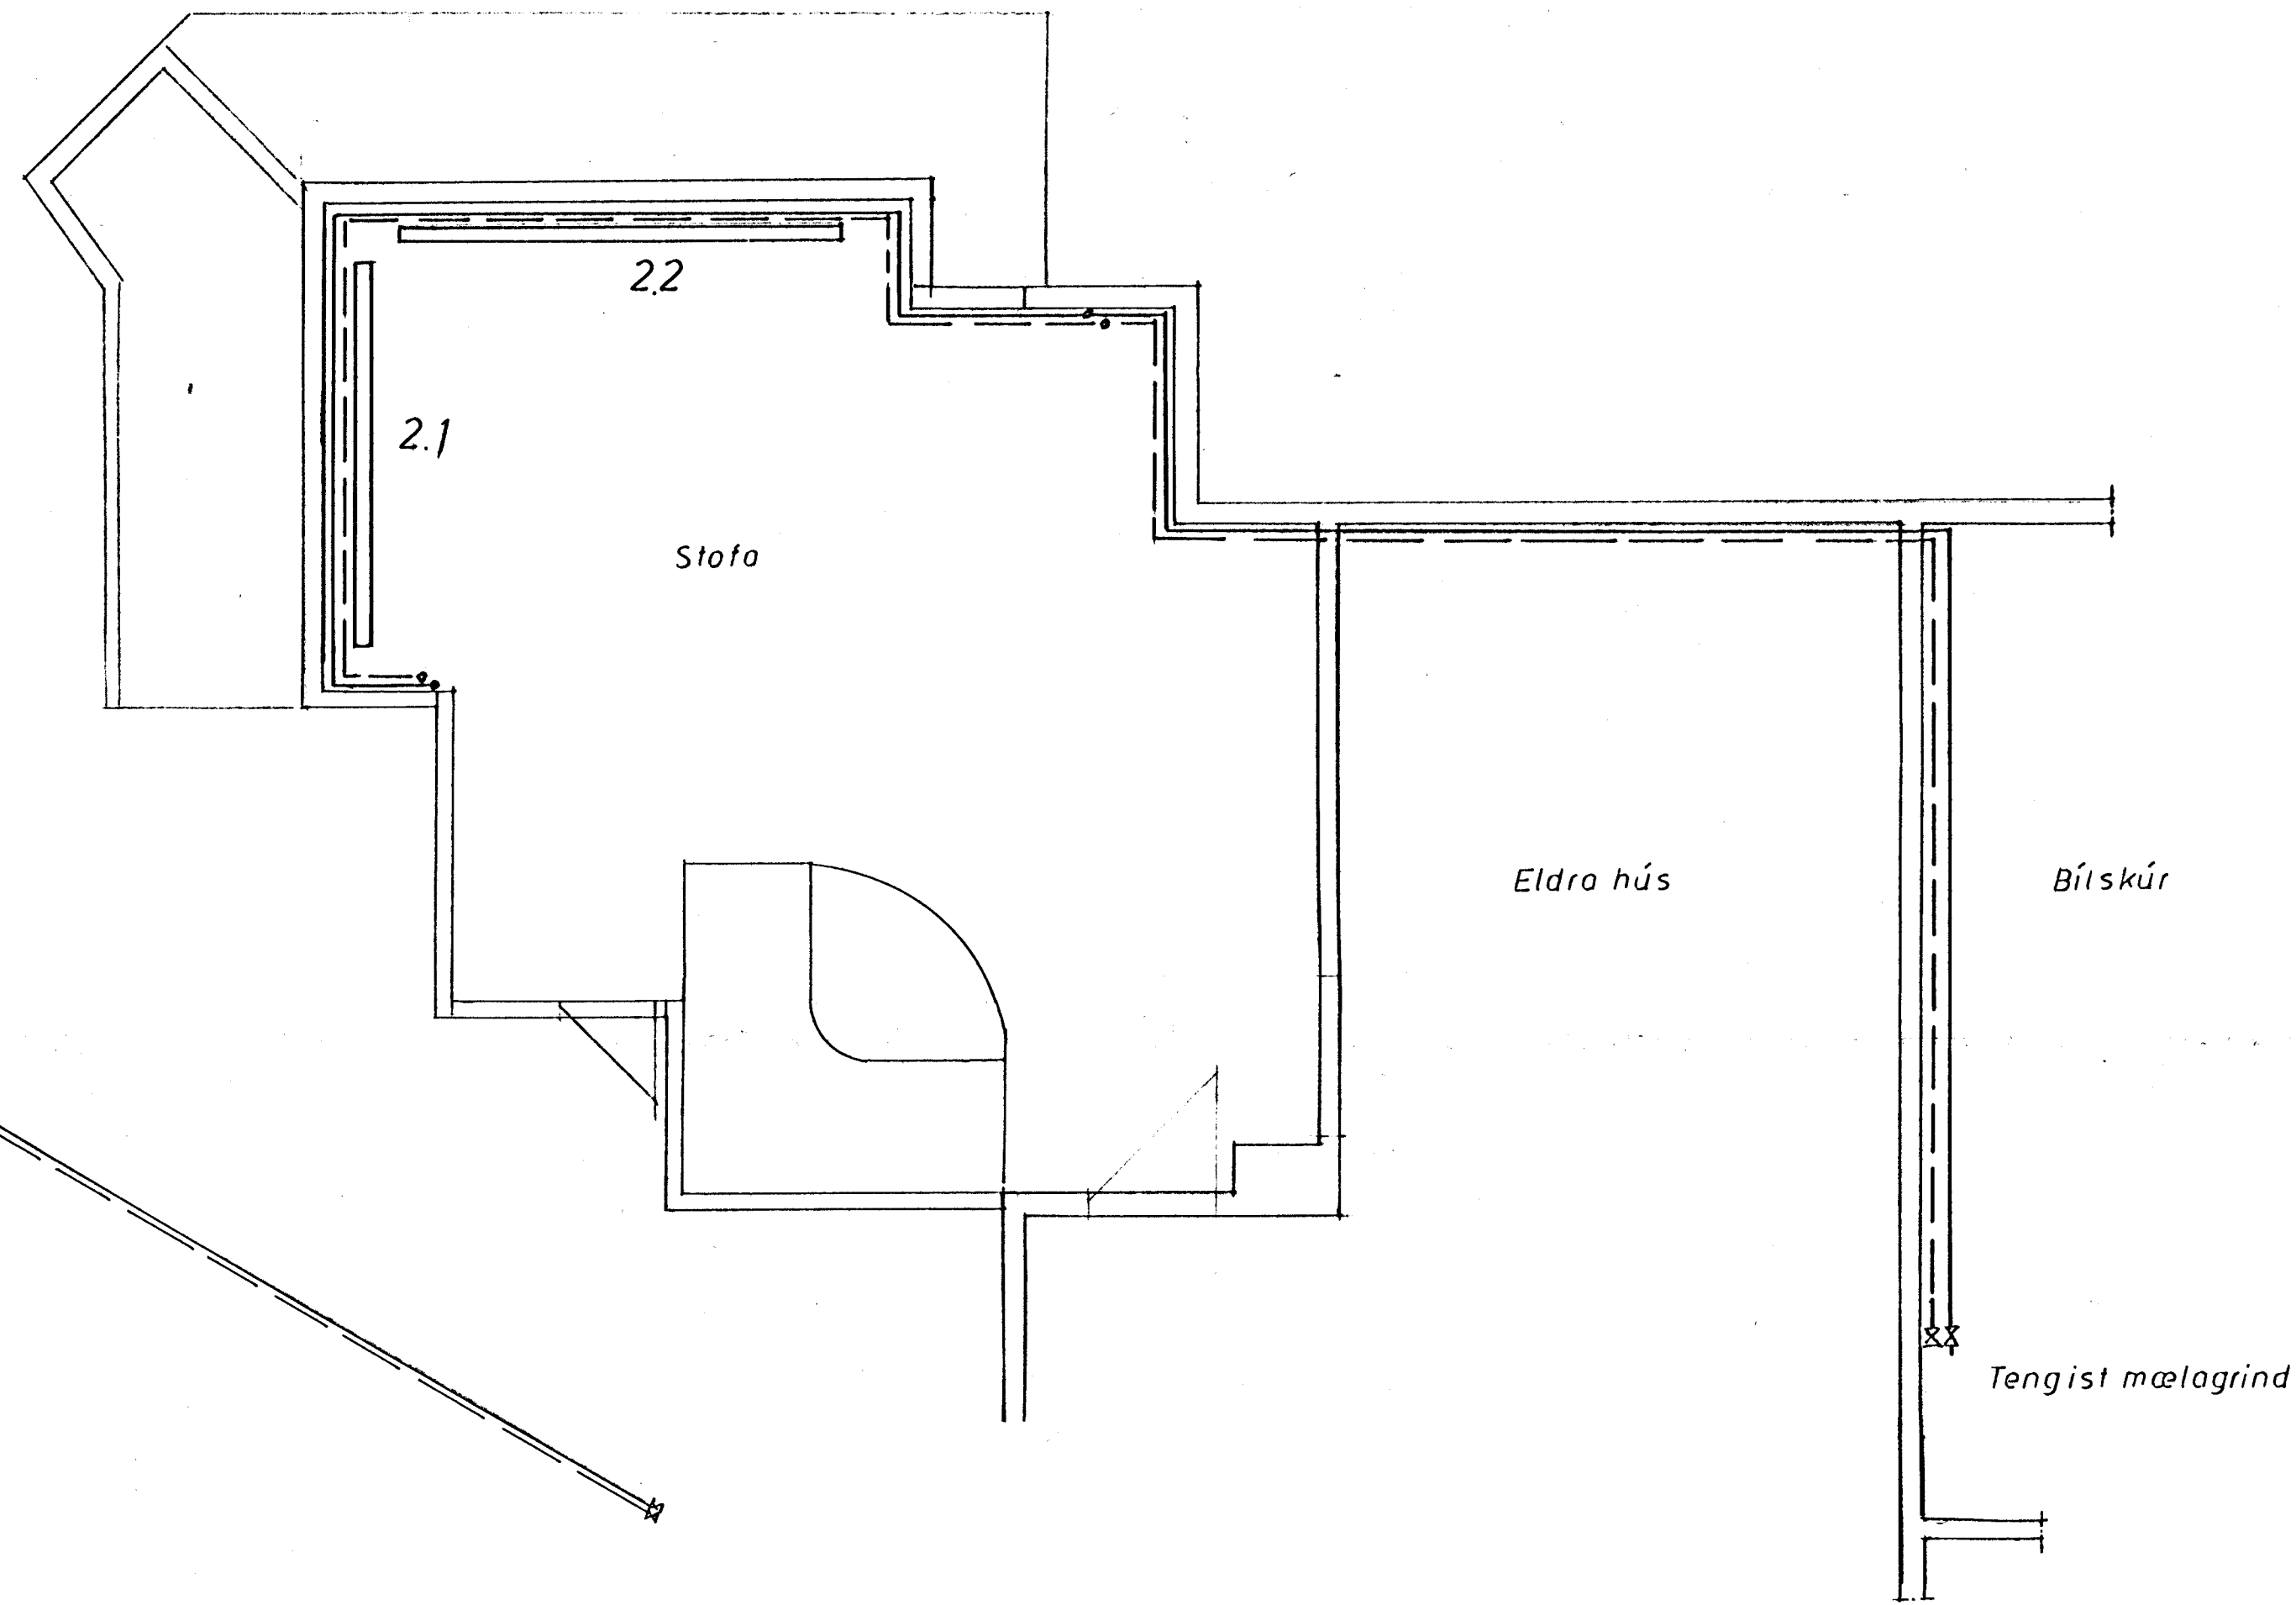 2.2
2.1
Stofa
Eldra hús
Bílskúr
Tengist mælagrind